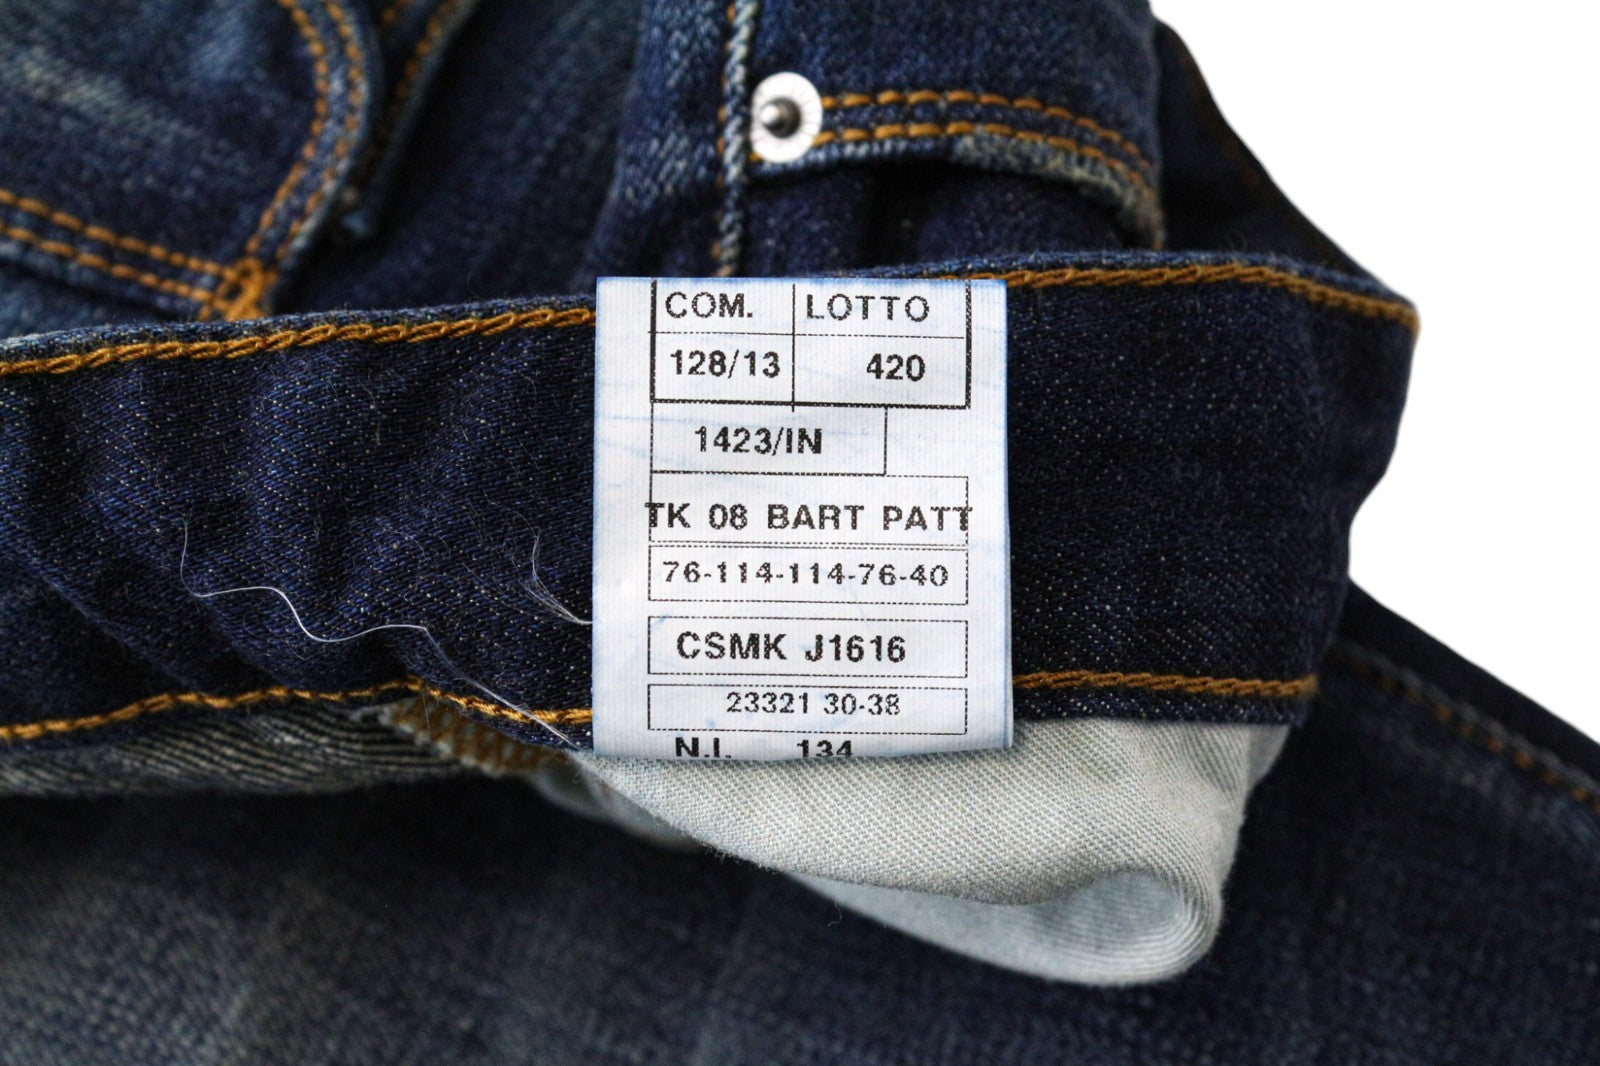 COM. LOTTO
128/13 420
1423/IN
TK 08 BART PATT
76-114-114-76-40
CSMK J1616
23321 30-38
N.I. 134